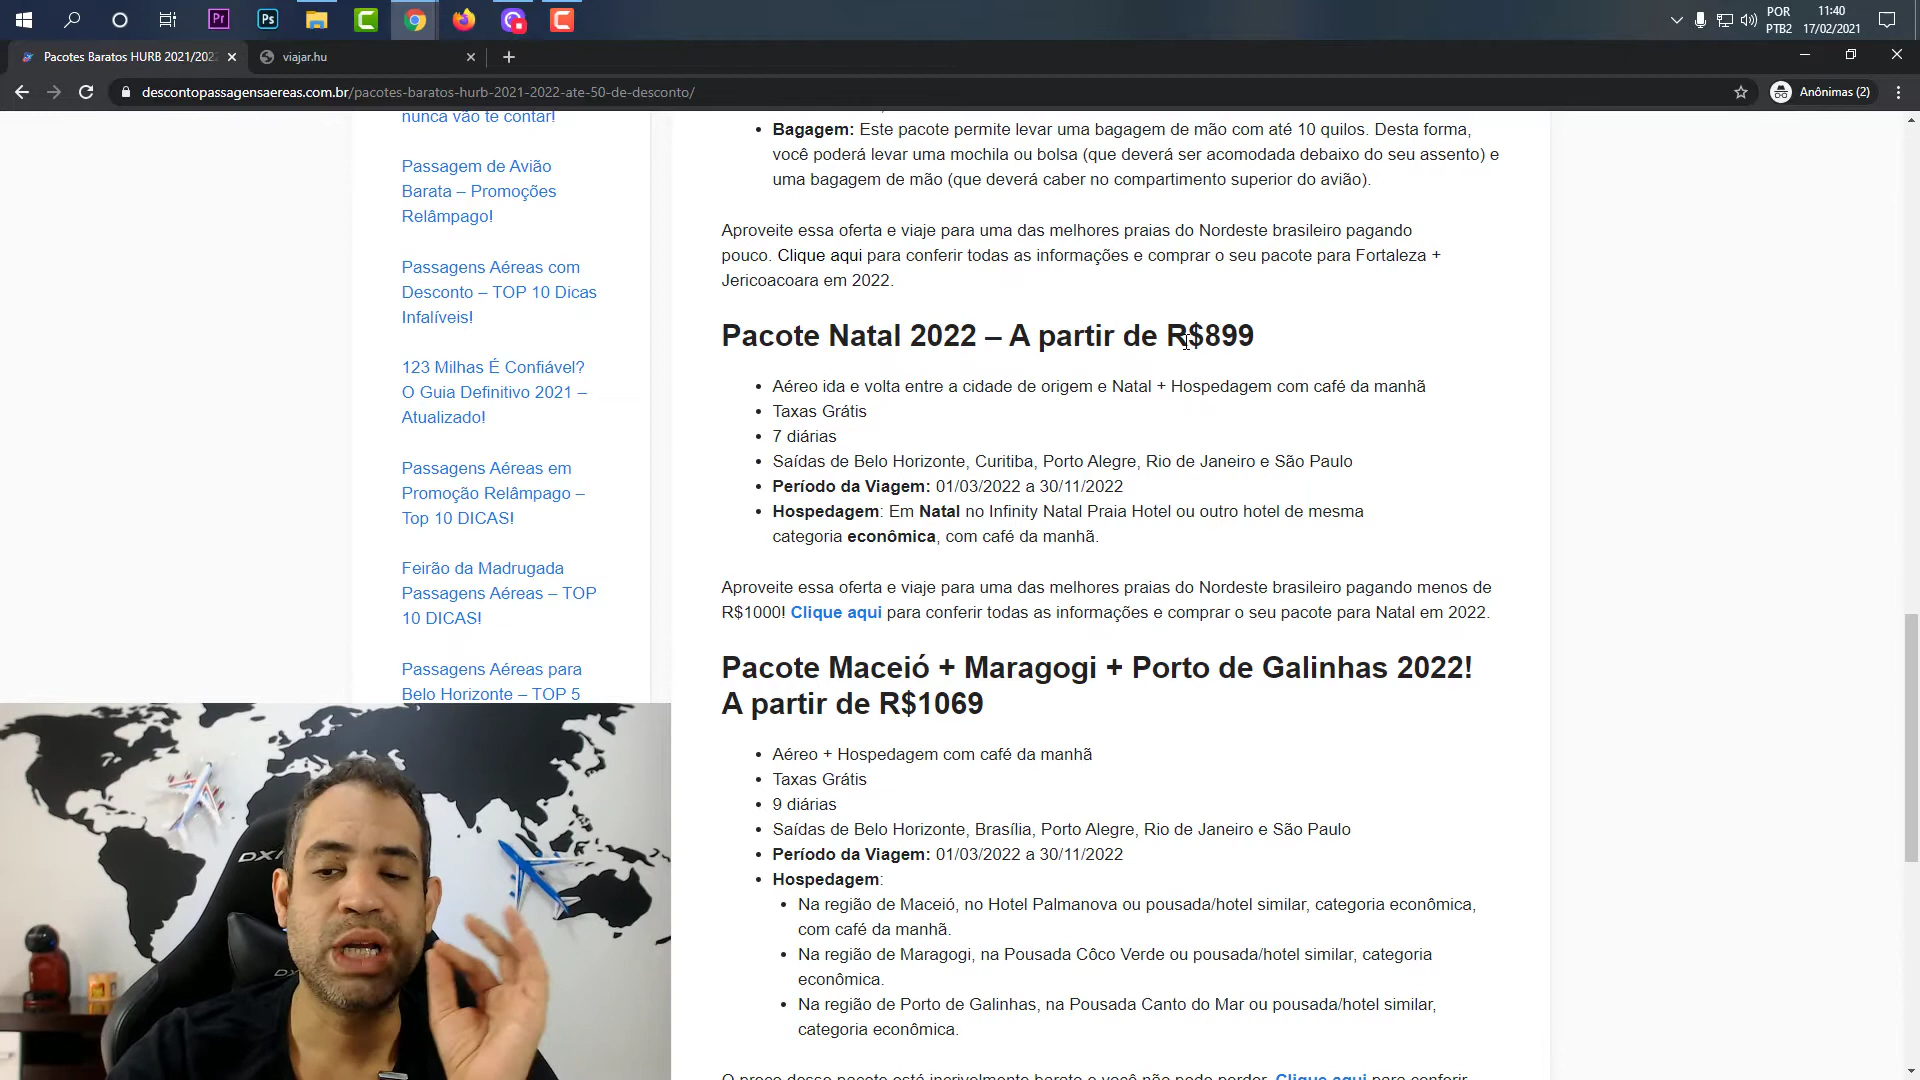 POR
PTB2
11:40
17/02/2021
Pacotes Baratos HURB 2021/202
viajar.hu
descontopassagensaereas.com.br/pacotes-baratos-hurb-2021-2022-ate-50-de-desconto/
Anônimas (2)
nunca vão te contar!
Passagem de Avião
Barata – Promoções
Relâmpago!
Passagens Aéreas com
Desconto – TOP 10 Dicas
Infalíveis!
123 Milhas É Confiável?
O Guia Definitivo 2021 –
Atualizado!
Passagens Aéreas em
Promoção Relâmpago –
Top 10 DICAS!
Feirão da Madrugada
Passagens Aéreas – TOP
10 DICAS!
Passagens Aéreas para
Belo Horizonte – TOP 5
Bagagem: Este pacote permite levar uma bagagem de mão com até 10 quilos. Desta forma,
você poderá levar uma mochila ou bolsa (que deverá ser acomodada debaixo do seu assento) e
uma bagagem de mão (que deverá caber no compartimento superior do avião).
Aproveite essa oferta e viaje para uma das melhores praias do Nordeste brasileiro pagando
pouco. Clique aqui para conferir todas as informações e comprar o seu pacote para Fortaleza +
Jericoacoara em 2022.
Pacote Natal 2022 – A partir de R$899
Aéreo ida e volta entre a cidade de origem e Natal + Hospedagem com café da manhã
Taxas Grátis
7 diárias
Saídas de Belo Horizonte, Curitiba, Porto Alegre, Rio de Janeiro e São Paulo
Período da Viagem: 01/03/2022 a 30/11/2022
Hospedagem: Em Natal no Infinity Natal Praia Hotel ou outro hotel de mesma
categoria econômica, com café da manhã.
Aproveite essa oferta e viaje para uma das melhores praias do Nordeste brasileiro pagando menos de
R$1000! Clique aqui para conferir todas as informações e comprar o seu pacote para Natal em 2022.
Pacote Maceió + Maragogi + Porto de Galinhas 2022!
A partir de R$1069
Aéreo + Hospedagem com café da manhã
Taxas Grátis
9 diárias
Saídas de Belo Horizonte, Brasília, Porto Alegre, Rio de Janeiro e São Paulo
Período da Viagem: 01/03/2022 a 30/11/2022
Hospedagem:
Na região de Maceió, no Hotel Palmanova ou pousada/hotel similar, categoria econômica,
com café da manhã.
Na região de Maragogi, na Pousada Côco Verde ou pousada/hotel similar, categoria
econômica.
Na região de Porto de Galinhas, na Pousada Canto do Mar ou pousada/hotel similar,
categoria econômica.
O preço desse pacote está incrivelmente barato e você não pode perder. Clique aqui para conferir